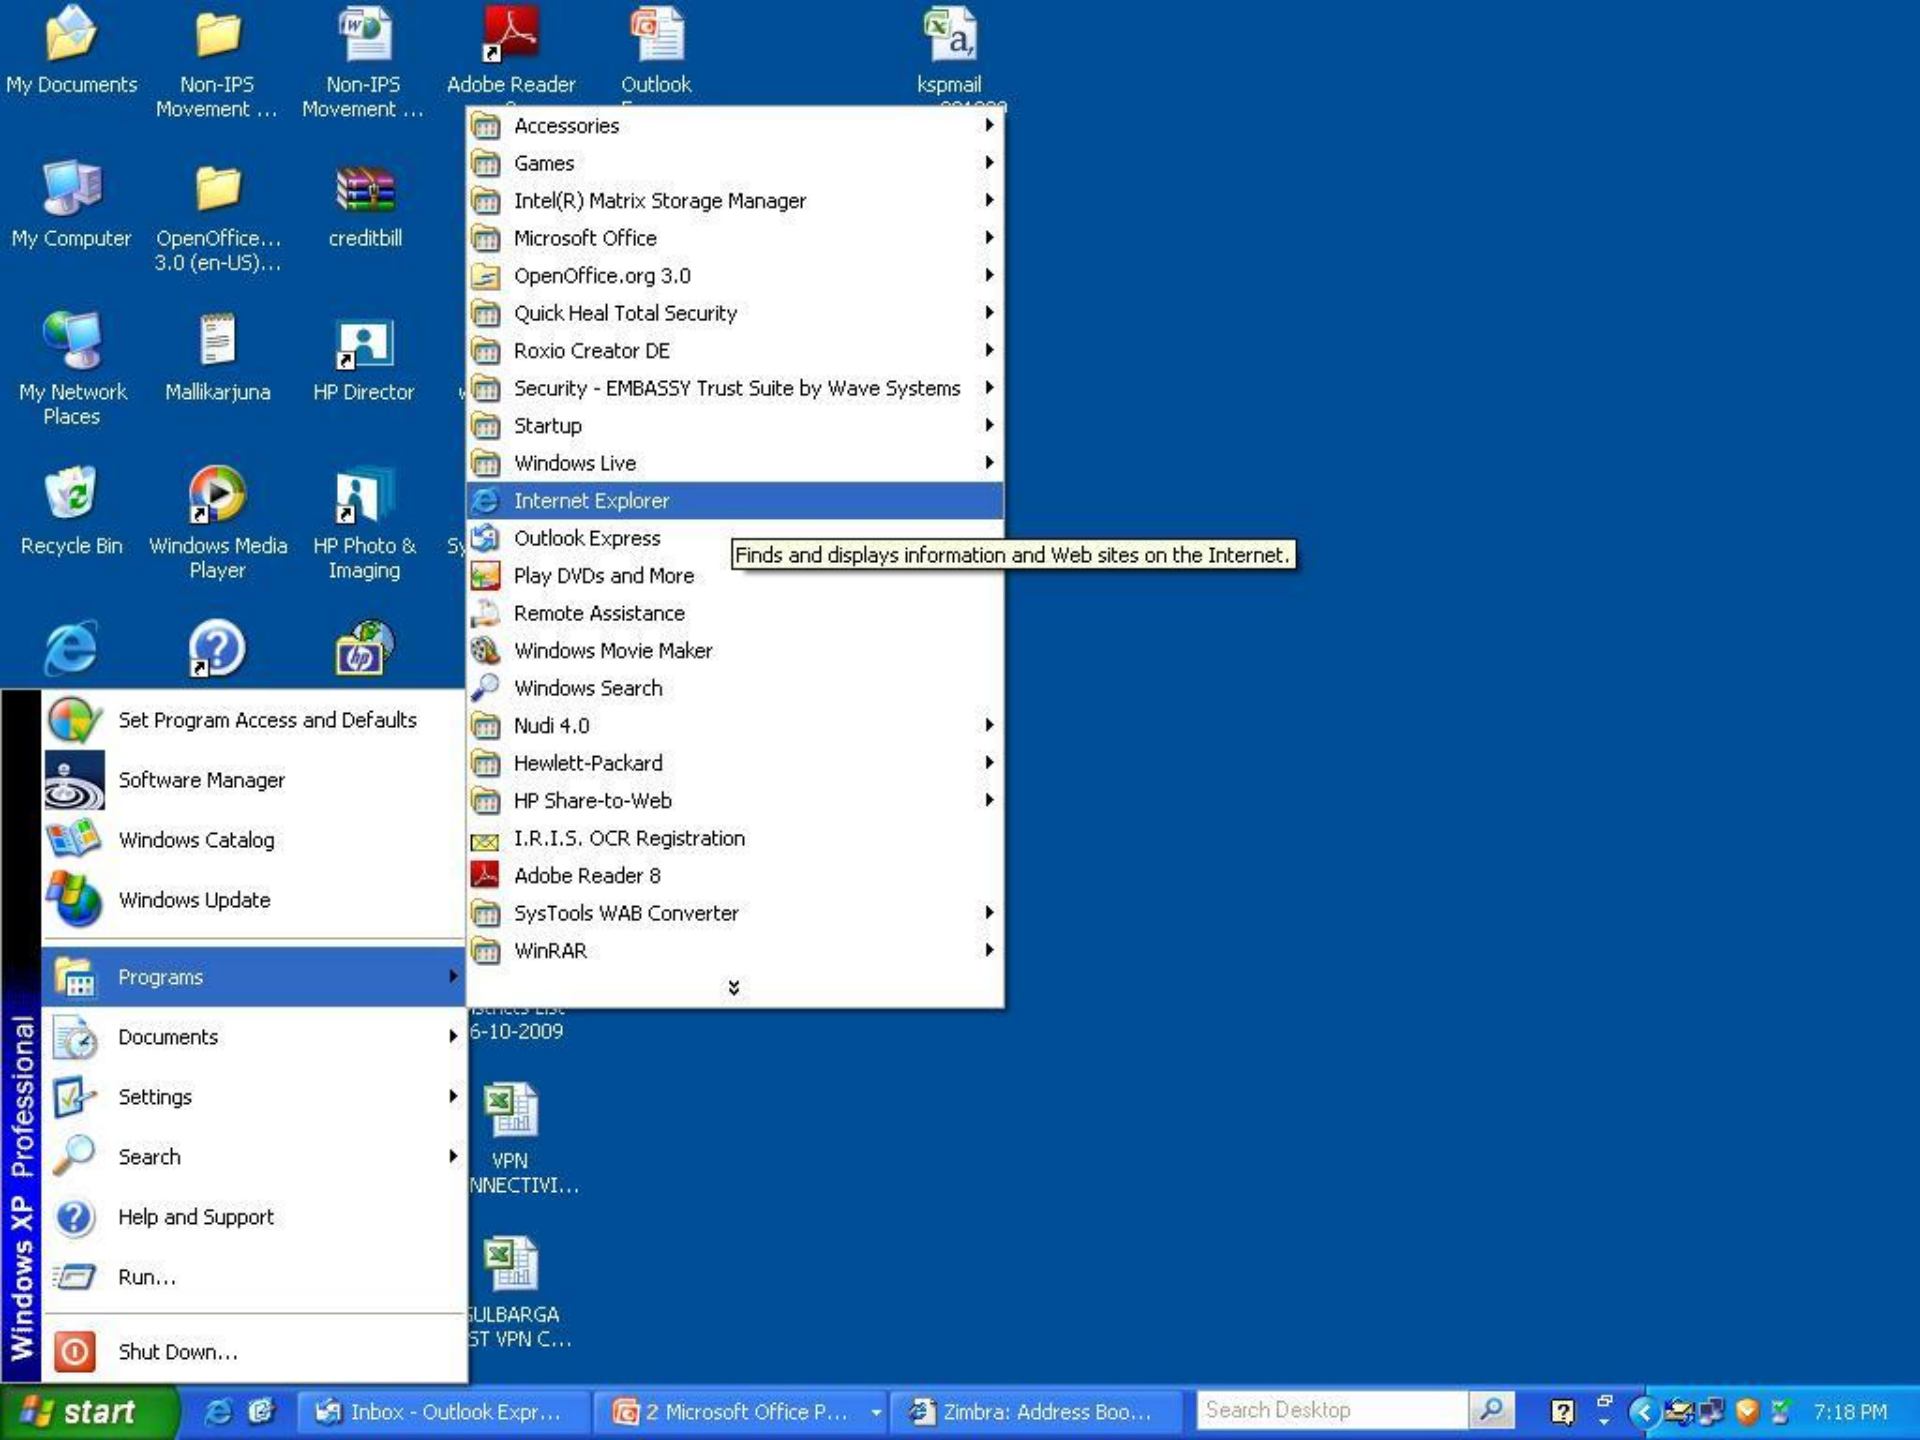 My Documents
Non-IPS
Movement ...
Non-IPS
Movement ...
Adobe Reader
Outlook
kspmail
My Computer
OpenOffice...
3.0 (en-US)...
creditbill
My Network
Places
Mallikarjuna
HP Director
Recycle Bin
Windows Media
Player
HP Photo &
Imaging
Accessories
Games
Intel(R) Matrix Storage Manager
Microsoft Office
OpenOffice.org 3.0
Quick Heal Total Security
Roxio Creator DE
Security - EMBASSY Trust Suite by Wave Systems
Startup
Windows Live
Internet Explorer
Outlook Express
Finds and displays information and Web sites on the Internet.
Play DVDs and More
Remote Assistance
Windows Movie Maker
Windows Search
Nudi 4.0
Hewlett-Packard
HP Share-to-Web
I.R.I.S. OCR Registration
Adobe Reader 8
SysTools WAB Converter
WinRAR
Set Program Access and Defaults
Software Manager
Windows Catalog
Windows Update
Programs
Documents
Settings
Search
Help and Support
Run...
Shut Down...
Windows XP Professional
6-10-2009
VPN
NNECTIVI...
ULBARGA
ST VPN C...
start
Inbox - Outlook Expr...
2 Microsoft Office P...
Zimbra: Address Boo...
Search Desktop
7:18 PM